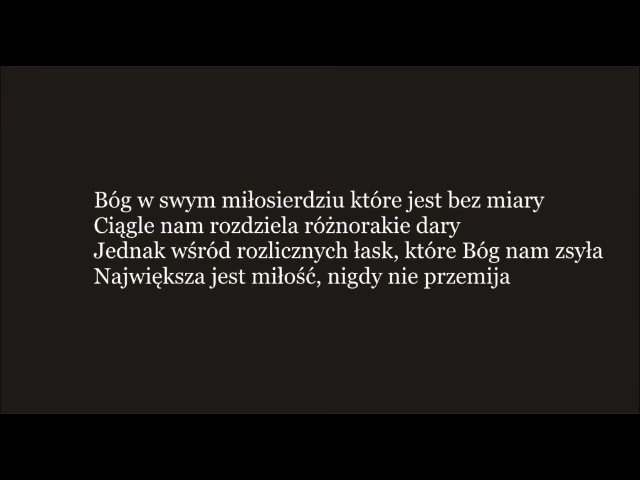 Bóg w swym miłosierdziu które jest bez miary
Ciągle nam rozdziela różnorakie dary
Jednak wśród rozlicznych łask, które Bóg nam zsyła
Największa jest miłość, nigdy nie przemija